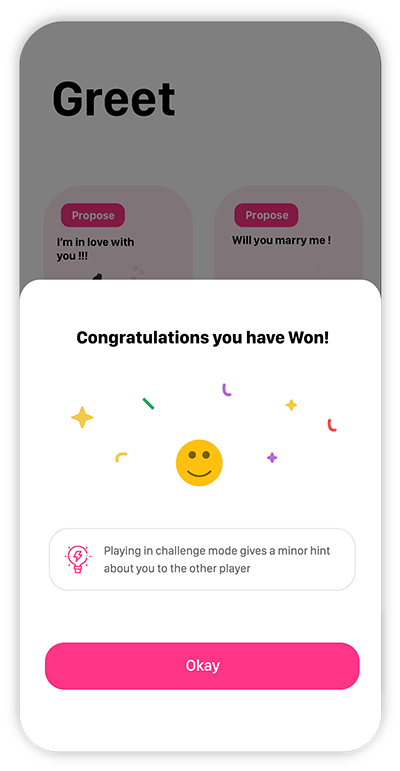 Greet
Propose
I'm in love with
you !!!
Propose
Will you marry me !
Congratulations you have Won!
Playing in challenge mode gives a minor hint
about you to the other player
Okay